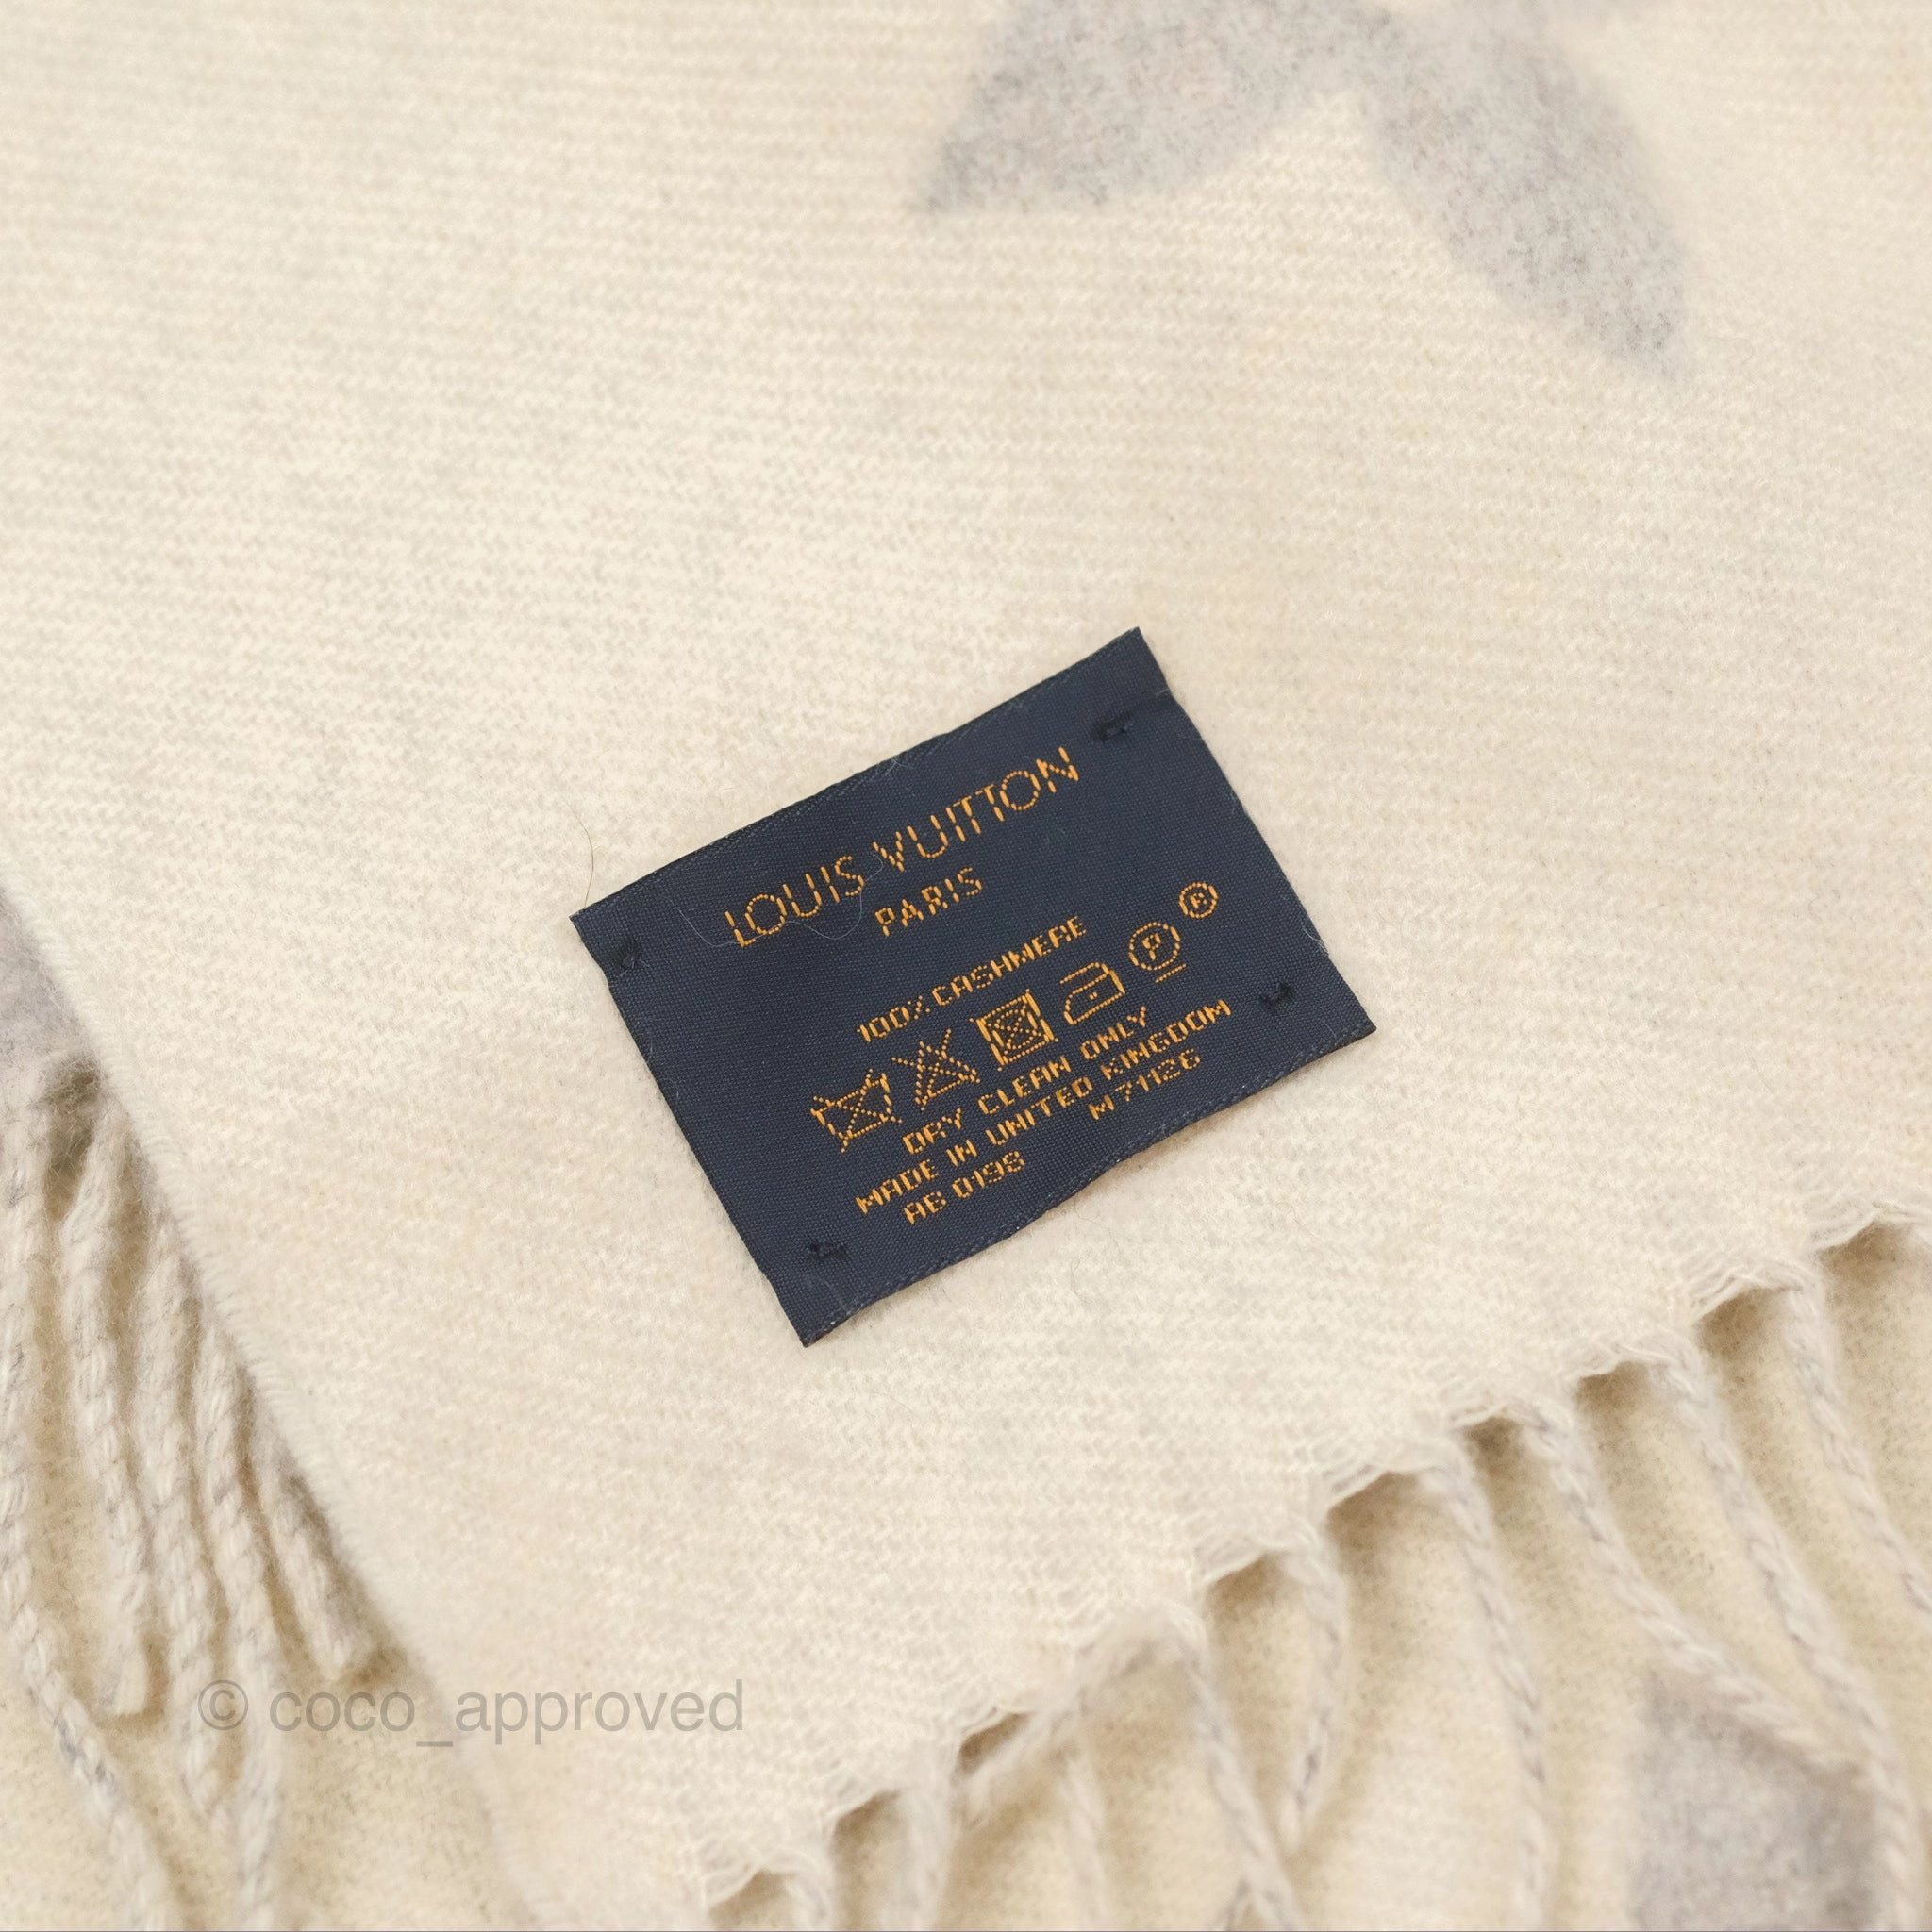 LOUIS VUITTON
PARIS
®
100% CASHMERE
P
DRY CLEAN ONLY
MADE IN UNITED KINGDOM
AB 0198 M71126
© coco_approved